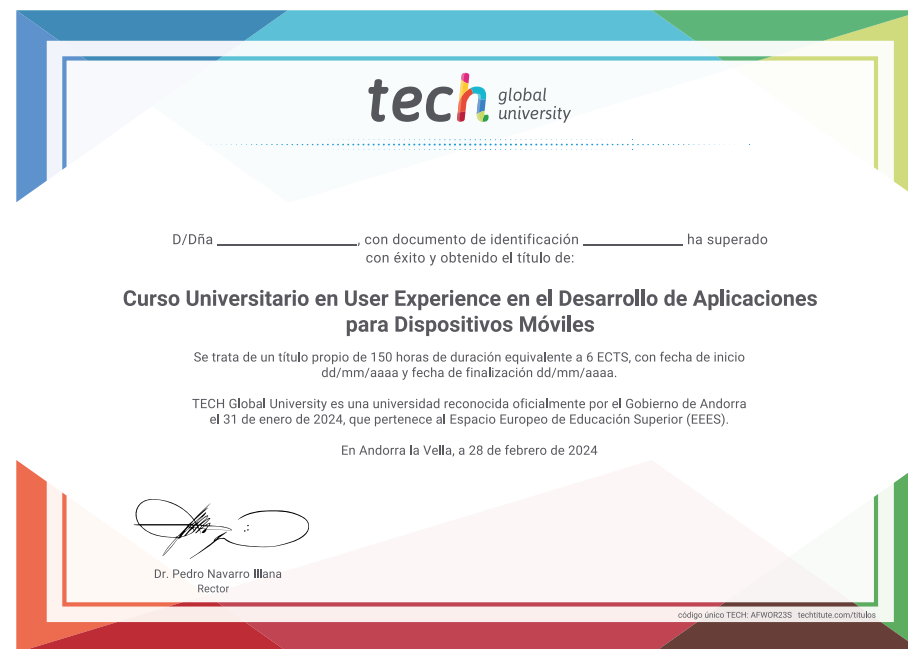 tech global university
D/Dña ____________________, con documento de identificación ______________ ha superado
con éxito y obtenido el título de:
Curso Universitario en User Experience en el Desarrollo de Aplicaciones
para Dispositivos Móviles
Se trata de un título propio de 150 horas de duración equivalente a 6 ECTS, con fecha de inicio
dd/mm/aaaa y fecha de finalización dd/mm/aaaa.
TECH Global University es una universidad reconocida oficialmente por el Gobierno de Andorra
el 31 de enero de 2024, que pertenece al Espacio Europeo de Educación Superior (EEES).
En Andorra la Vella, a 28 de febrero de 2024
Dr. Pedro Navarro Illana
Rector
código único TECH: AFWOR23S techtitute.com/titulos